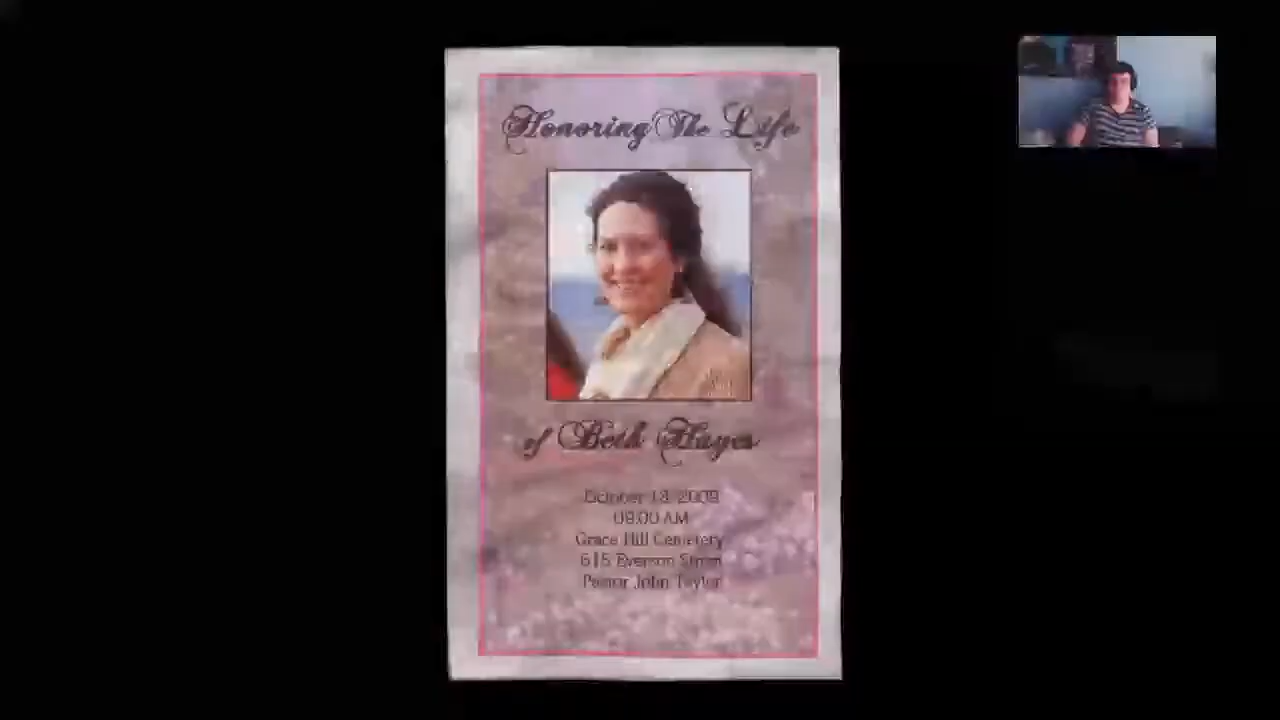 Honoring The Life
of Beth Hayes
October 13, 2009
09:00 AM
Grace Hill Cemetery
615 Everson Street
Pastor John Taylor